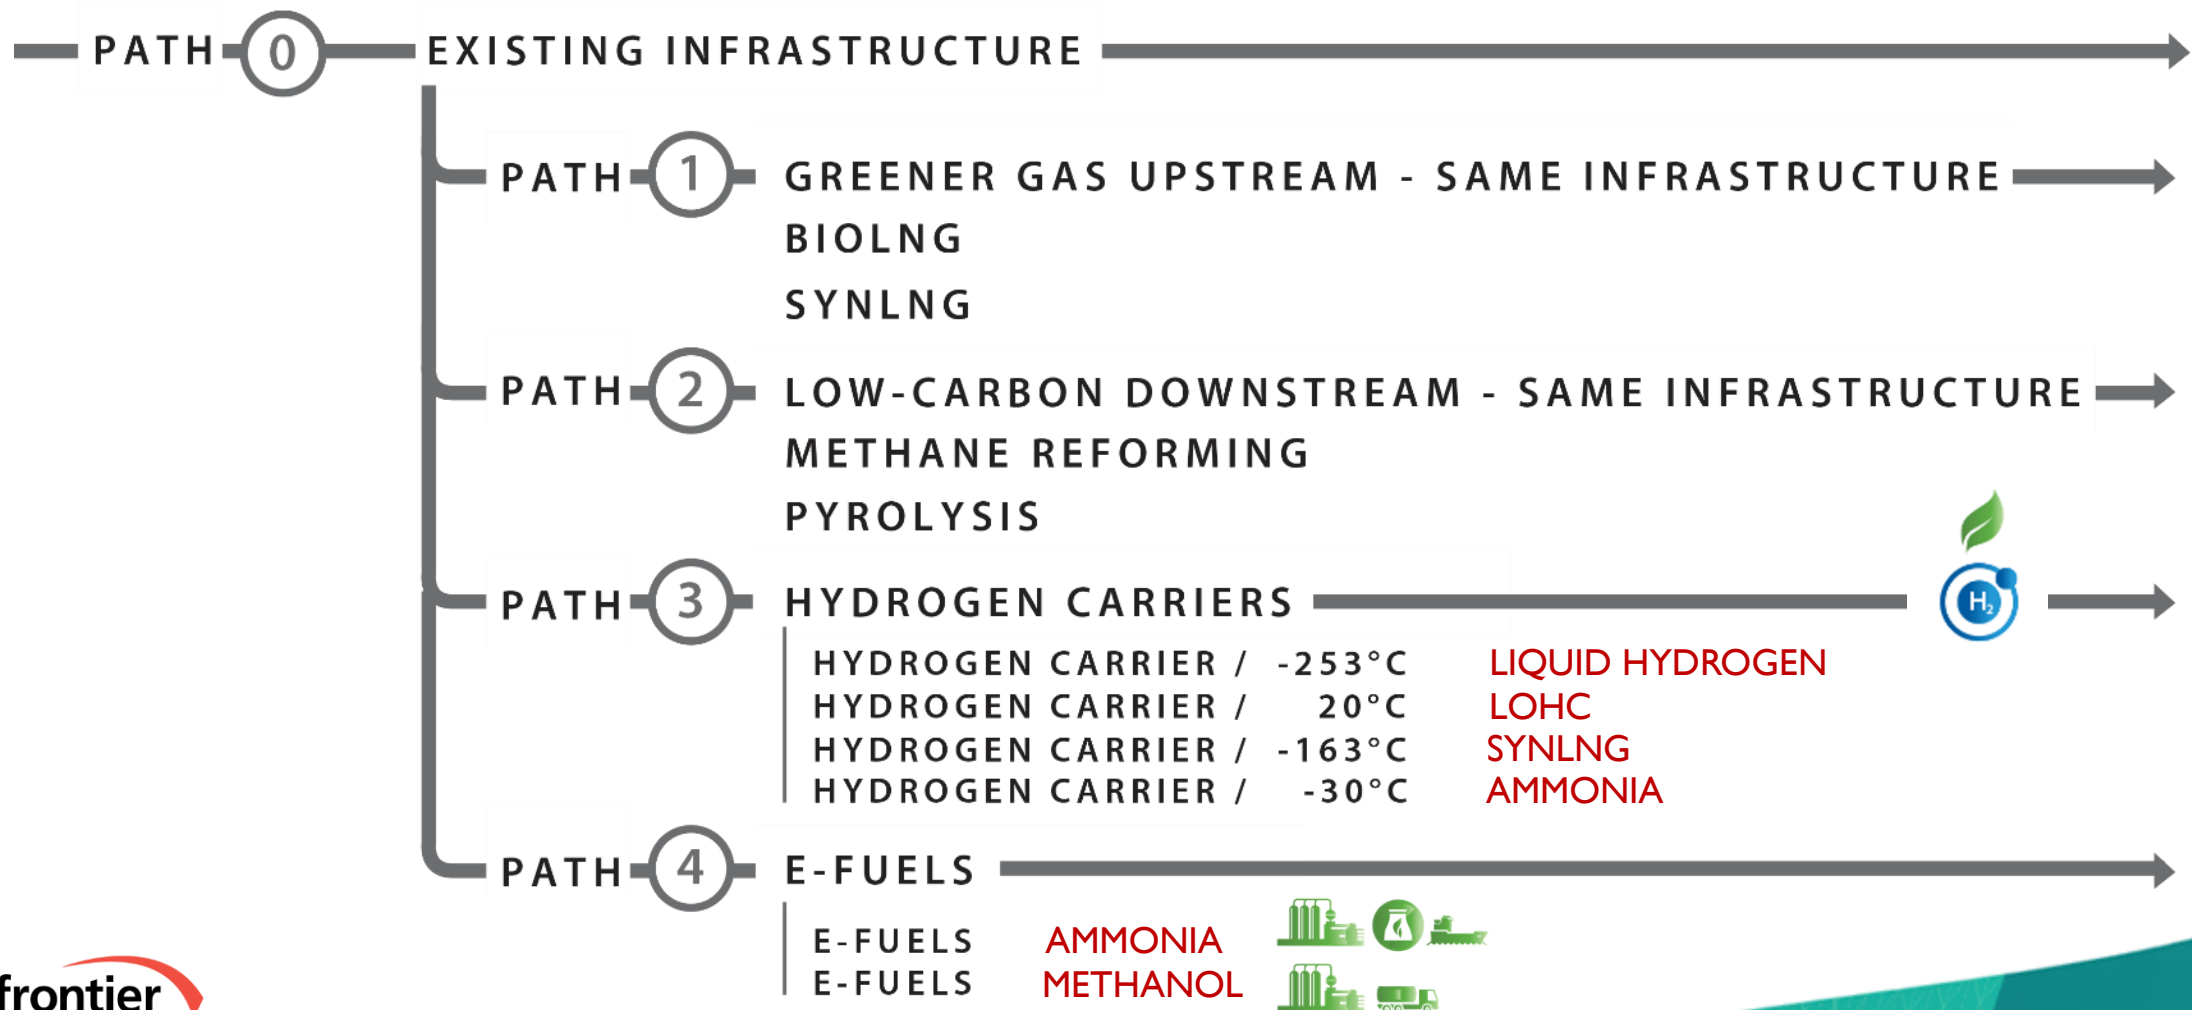 PATH 0 EXISTING INFRASTRUCTURE
PATH 1 GREENER GAS UPSTREAM - SAME INFRASTRUCTURE
BIOLNG
SYNLNG
PATH 2 LOW-CARBON DOWNSTREAM - SAME INFRASTRUCTURE
METHANE REFORMING
PYROLYSIS
PATH 3 HYDROGEN CARRIERS H₂
HYDROGEN CARRIER / -253°C LIQUID HYDROGEN
HYDROGEN CARRIER / 20°C LOHC
HYDROGEN CARRIER / -163°C SYNLNG
HYDROGEN CARRIER / -30°C AMMONIA
PATH 4 E-FUELS
E-FUELS AMMONIA
E-FUELS METHANOL
frontier